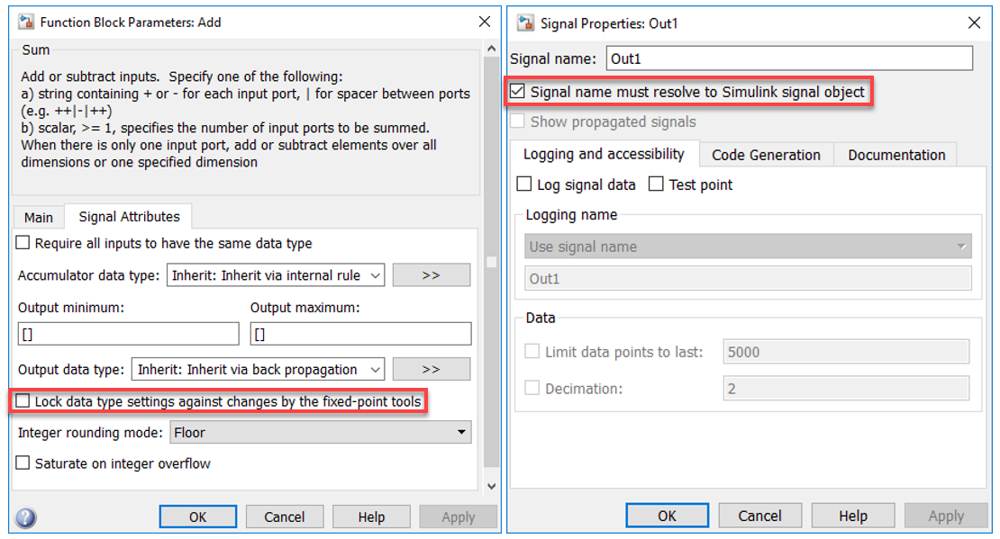 Function Block Parameters: Add
Sum
Add or subtract inputs.  Specify one of the following:
a) string containing + or - for each input port, | for spacer between ports
(e.g. ++|-|++)
b) scalar, >= 1, specifies the number of input ports to be summed.
When there is only one input port, add or subtract elements over all
dimensions or one specified dimension
Main
Signal Attributes
Require all inputs to have the same data type
Accumulator data type: Inherit: Inherit via internal rule >>
Output minimum: Output maximum:
[] []
Output data type: Inherit: Inherit via back propagation >>
Lock data type settings against changes by the fixed-point tools
Integer rounding mode: Floor
Saturate on integer overflow
? OK Cancel Help Apply
Signal Properties: Out1
Signal name: Out1
Signal name must resolve to Simulink signal object
Show propagated signals
Logging and accessibility Code Generation Documentation
Log signal data Test point
Logging name
Use signal name
Out1
Data
Limit data points to last: 5000
Decimation: 2
OK Cancel Help Apply